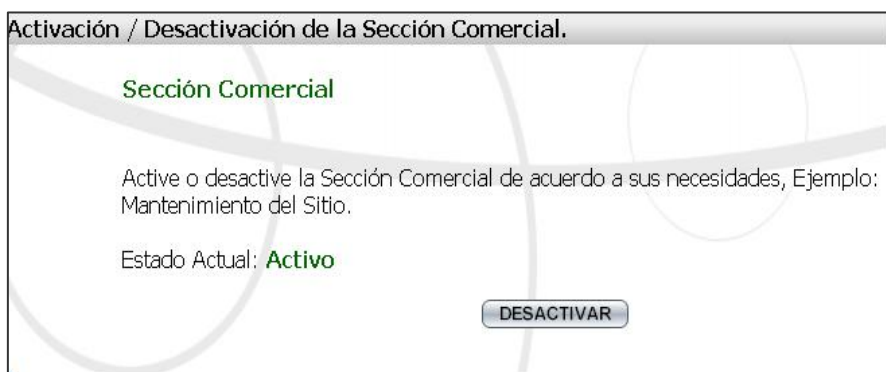 Activación / Desactivación de la Sección Comercial.
Sección Comercial
Active o desactive la Sección Comercial de acuerdo a sus necesidades, Ejemplo:
Mantenimiento del Sitio.
Estado Actual: Activo
DESACTIVAR